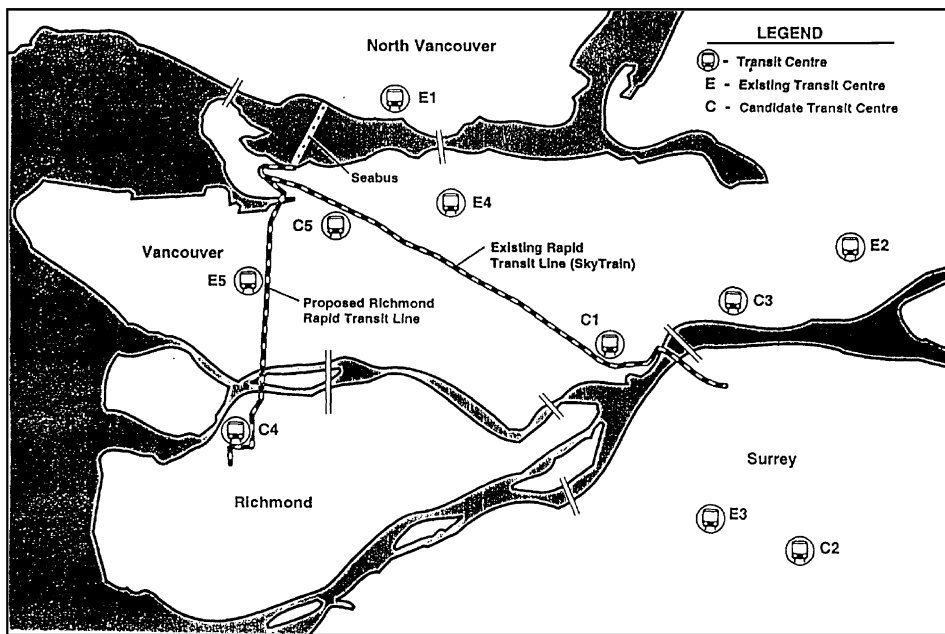 North Vancouver
LEGEND
- Transit Centre
E - Existing Transit Centre
C - Candidate Transit Centre
E1
Seabus
E4
C5
Existing Rapid
Transit Line (SkyTrain)
E2
Vancouver
E5
Proposed Richmond
Rapid Transit Line
C3
C1
C4
Surrey
Richmond
E3
C2